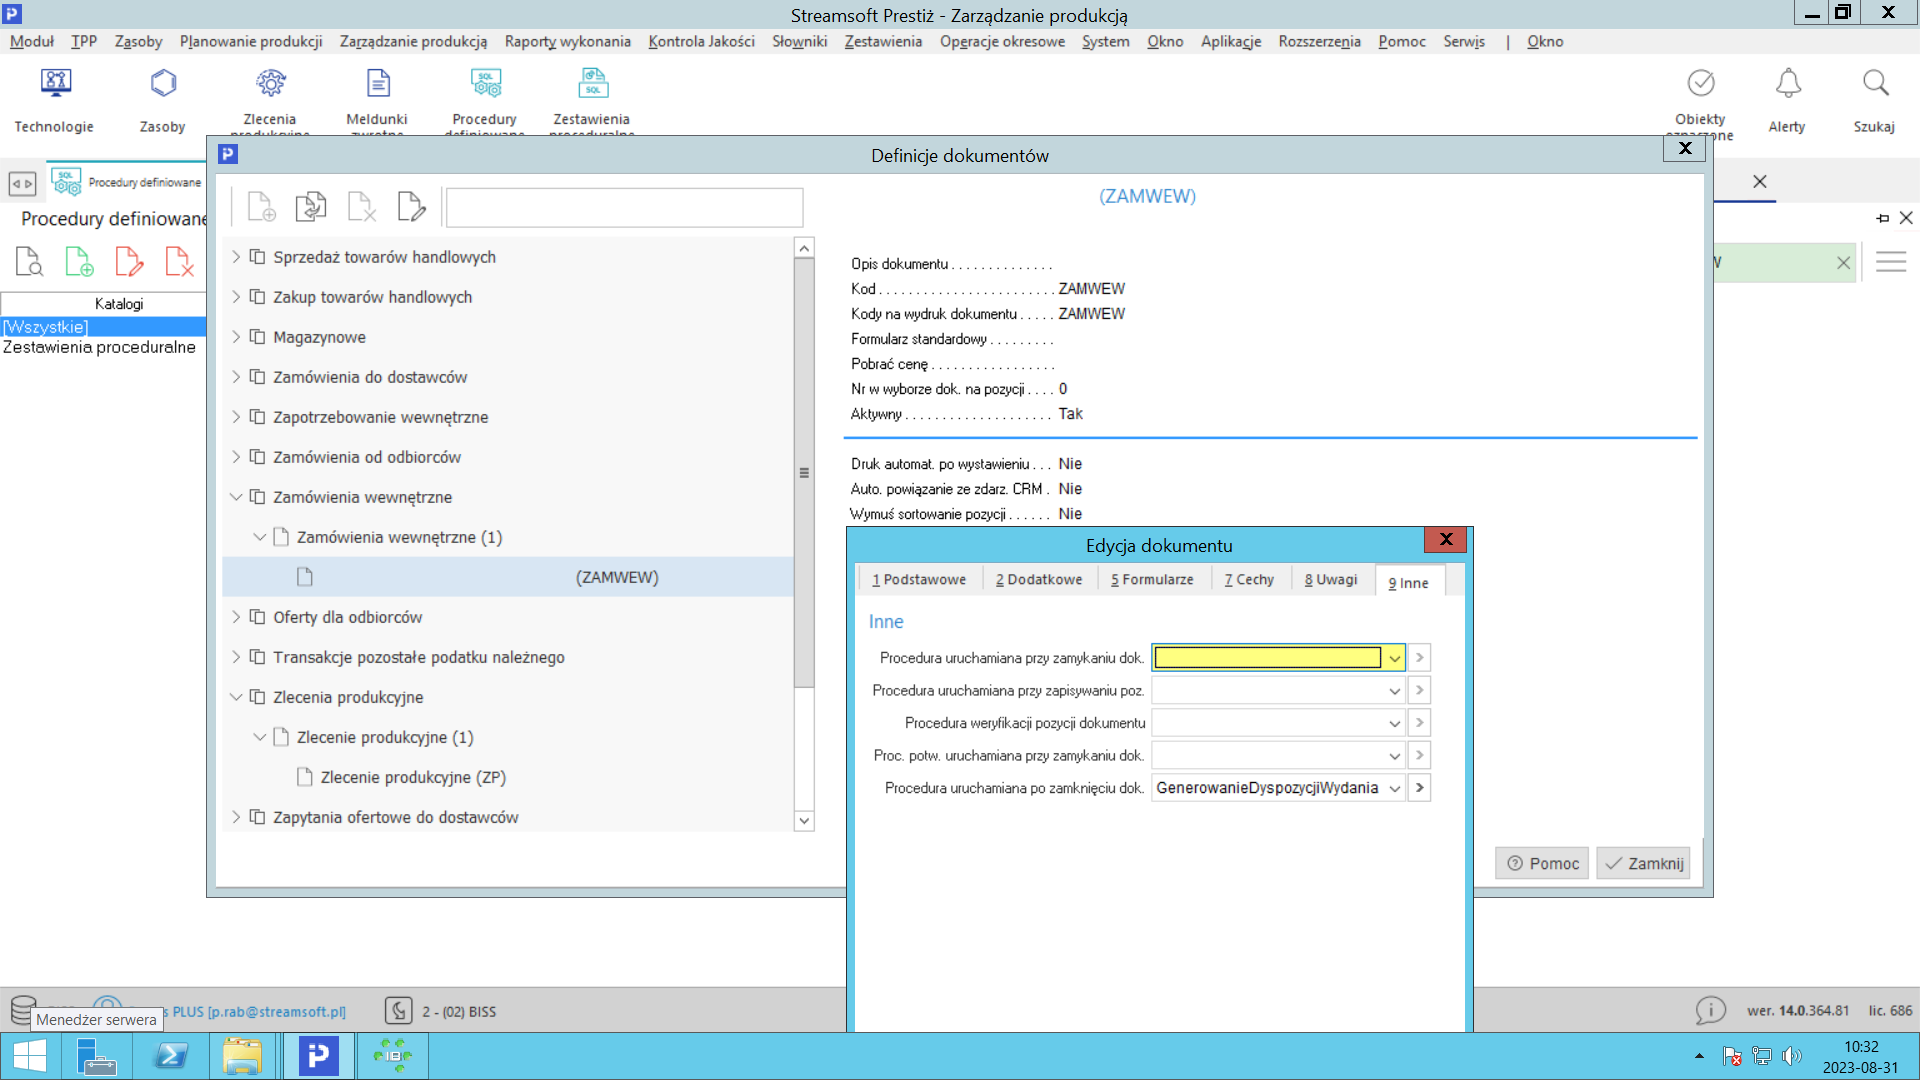 Streamsoft Prestiż - Zarządzanie produkcją
Moduł TPP Zasoby Planowanie produkcji Zarządzanie produkcją Raporty wykonania Kontrola Jakości Słowniki Zestawienia Operacje okresowe System Okno Aplikacje Rozszerzenia Pomoc Serwis | Okno
Technologie
Zasoby
Zlecenia produkcyjne
Meldunki zwrotne
Procedury definiowane
Zestawienia proceduralne
Obiekty oznaczone
Alerty
Szukaj
Procedury definiowane
Procedury definiowane
Katalogi
[Wszystkie]
Zestawienia proceduralne
Definicje dokumentów
Sprzedaż towarów handlowych
Zakup towarów handlowych
Magazynowe
Zamówienia do dostawców
Zapotrzebowanie wewnętrzne
Zamówienia od odbiorców
Zamówienia wewnętrzne
Zamówienia wewnętrzne (1)
(ZAMWEW)
Oferty dla odbiorców
Transakcje pozostałe podatku należnego
Zlecenia produkcyjne
Zlecenie produkcyjne (1)
Zlecenie produkcyjne (ZP)
Zapytania ofertowe do dostawców
(ZAMWEW)
Opis dokumentu . . . . . . . . . . . . . .
Kod . . . . . . . . . . . . . . . . . . . . . . . . ZAMWEW
Kody na wydruk dokumentu . . . . . ZAMWEW
Formularz standardowy . . . . . . . . .
Pobrać cenę . . . . . . . . . . . . . . . . .
Nr w wyborze dok. na pozycji . . . . 0
Aktywny . . . . . . . . . . . . . . . . . . . . Tak
Druk automat. po wystawieniu . . . Nie
Auto. powiązanie ze zdarz. CRM . Nie
Wymuś sortowanie pozycji . . . . . . Nie
Edycja dokumentu
1 Podstawowe 2 Dodatkowe 5 Formularze 7 Cechy 8 Uwagi 9 Inne
Inne
Procedura uruchamiana przy zamykaniu dok.
Procedura uruchamiana przy zapisywaniu poz.
Procedura weryfikacji pozycji dokumentu
Proc. potw. uruchamiana przy zamykaniu dok.
Procedura uruchamiana po zamknięciu dok. GenerowanieDyspozycjiWydania
Pomoc
Zamknij
Menedżer serwera
PLUS [p.rab@streamsoft.pl]
2 - (02) BISS
wer. 14.0.364.81 lic. 686
IB
10:32
2023-08-31